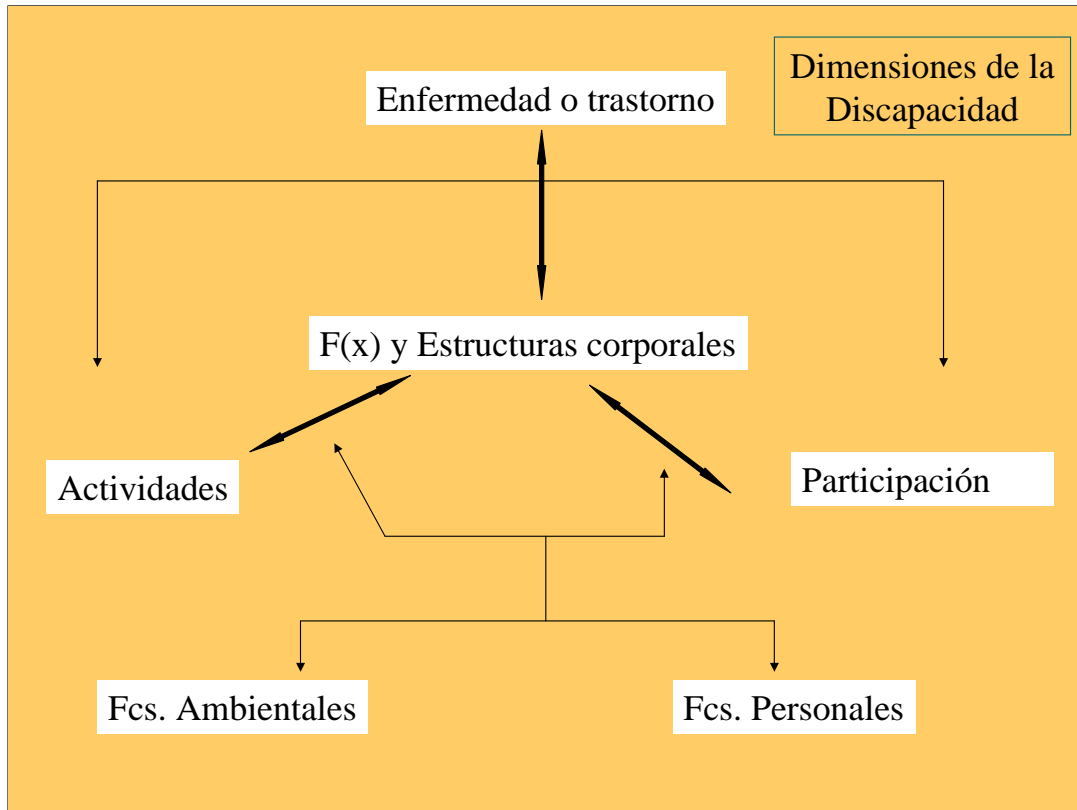 Dimensiones de la
Discapacidad
Enfermedad o trastorno
F(x) y Estructuras corporales
Actividades
Participación
Fcs. Ambientales
Fcs. Personales